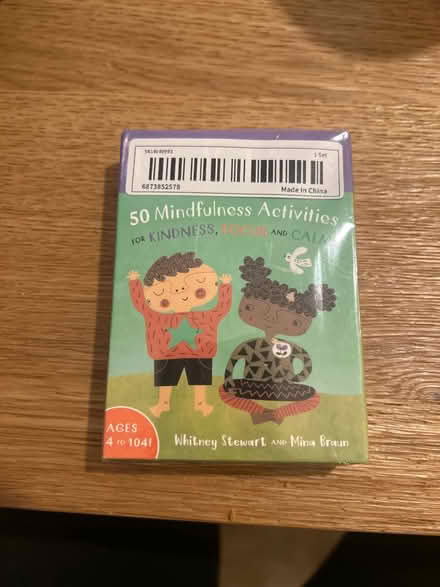 1 Set
6873852578
Made in China
50 Mindfulness Activities
FOR KINDNESS, FOCUS AND CALM
AGES
4 TO 104!
Whitney Stewart AND Mina Braun